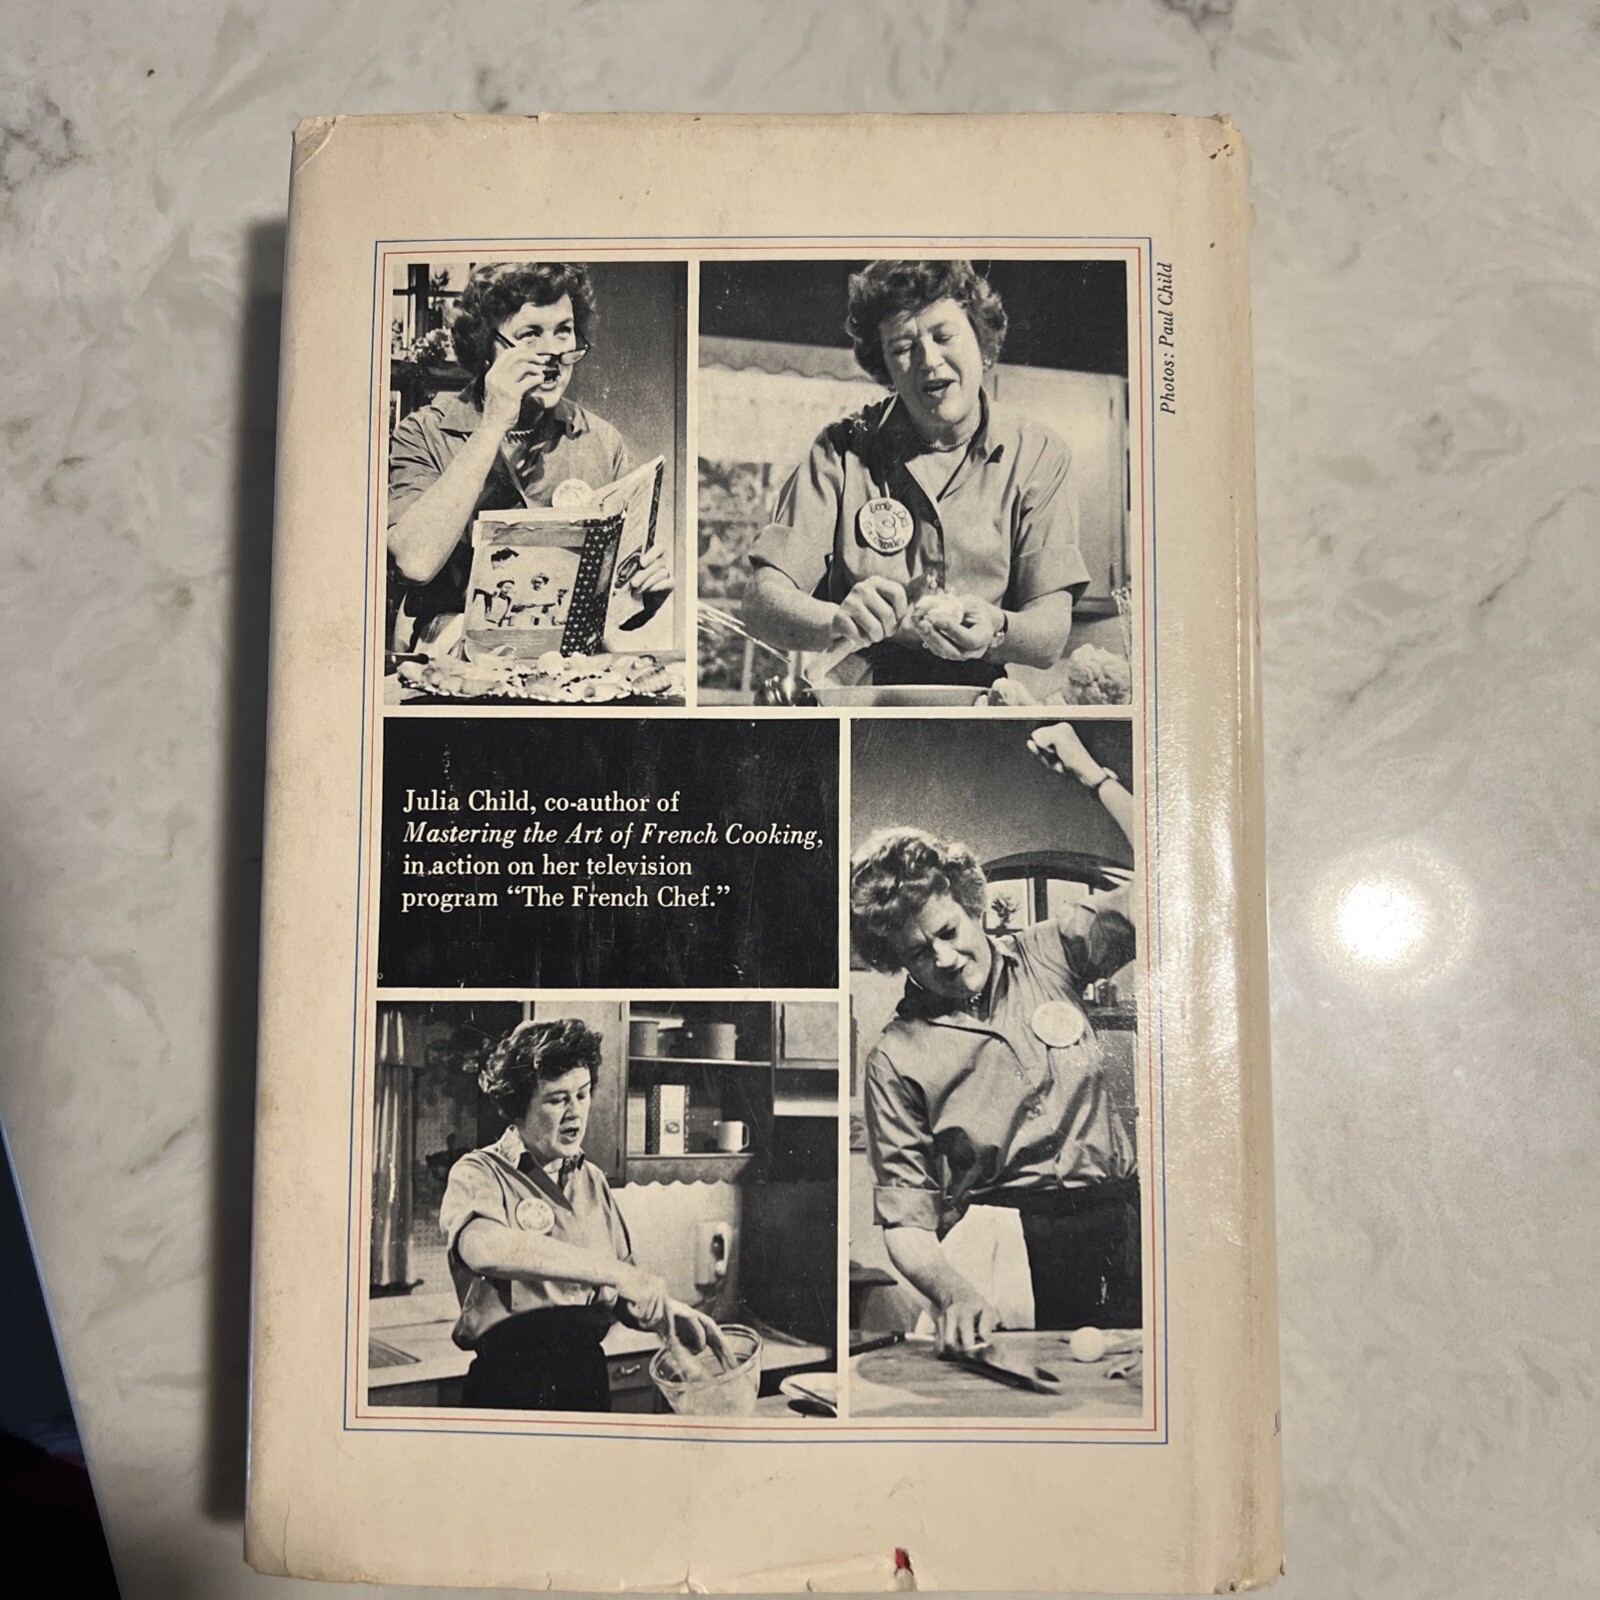 Photos: Paul Child
Julia Child, co-author of
Mastering the Art of French Cooking,
in action on her television
program “The French Chef.”